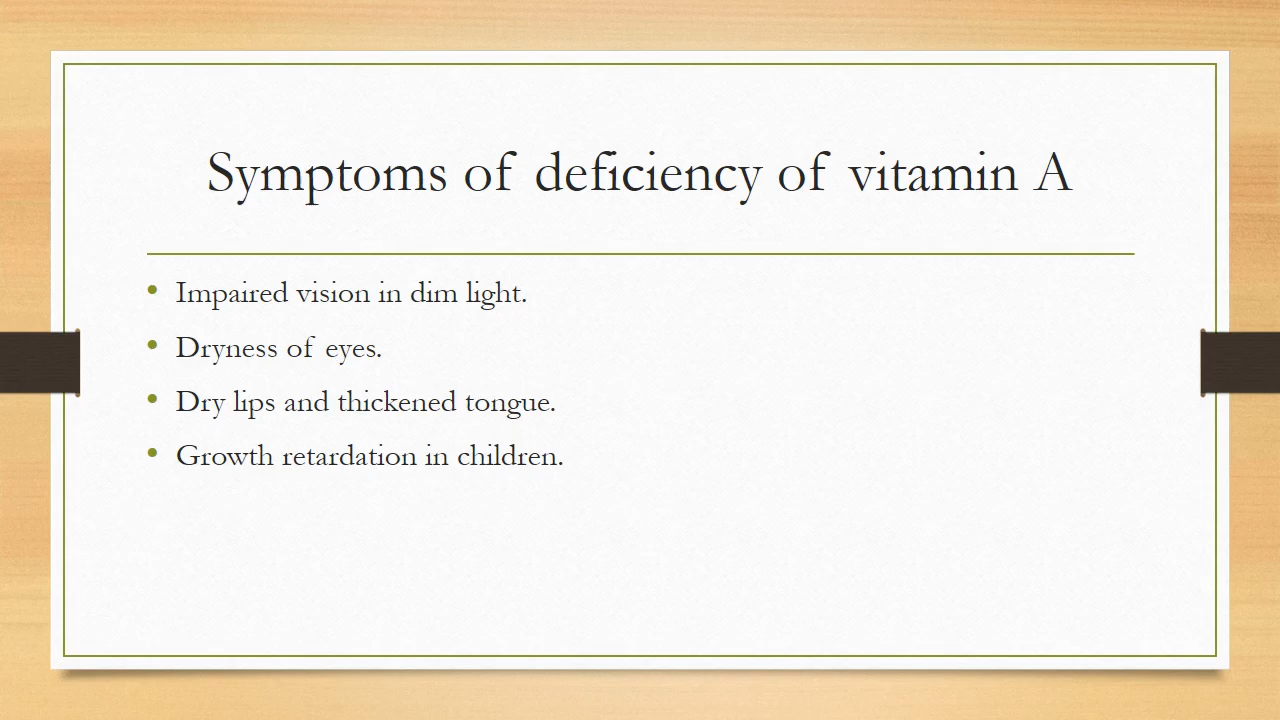 Symptoms of deficiency of vitamin A
• Impaired vision in dim light.
• Dryness of eyes.
• Dry lips and thickened tongue.
• Growth retardation in children.